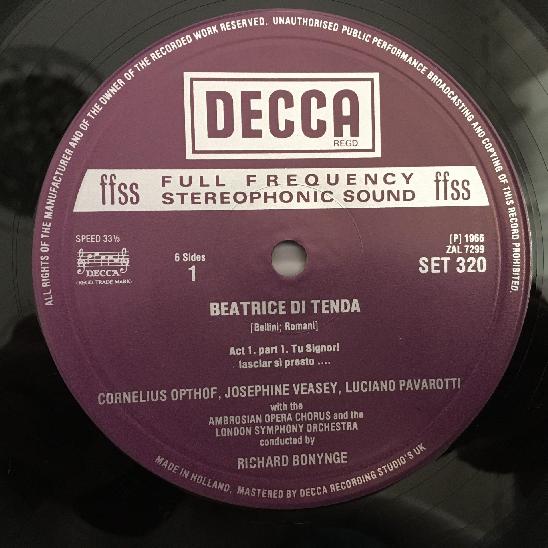 ALL RIGHTS OF THE MANUFACTURER AND OF THE OWNER OF THE RECORDED WORK RESERVED. UNAUTHORISED PUBLIC PERFORMANCE BROADCASTING AND COPYING OF THIS RECORD PROHIBITED.
DECCA
REGD
ffss FULL FREQUENCY STEREOPHONIC SOUND ffss
SPEED 33⅓
DECCA
(REGD. TRADE MARK)
6 Sides
1
[P] 1966
ZAL 7299
SET 320
BEATRICE DI TENDA
[Bellini; Romani]
Act 1. part 1. Tu Signor!
lasciar sì presto ....
CORNELIUS OPTHOF, JOSEPHINE VEASEY, LUCIANO PAVAROTTI
with the
AMBROSIAN OPERA CHORUS and the
LONDON SYMPHONY ORCHESTRA
conducted by
RICHARD BONYNGE
MADE IN HOLLAND, MASTERED BY DECCA RECORDING STUDIO'S UK